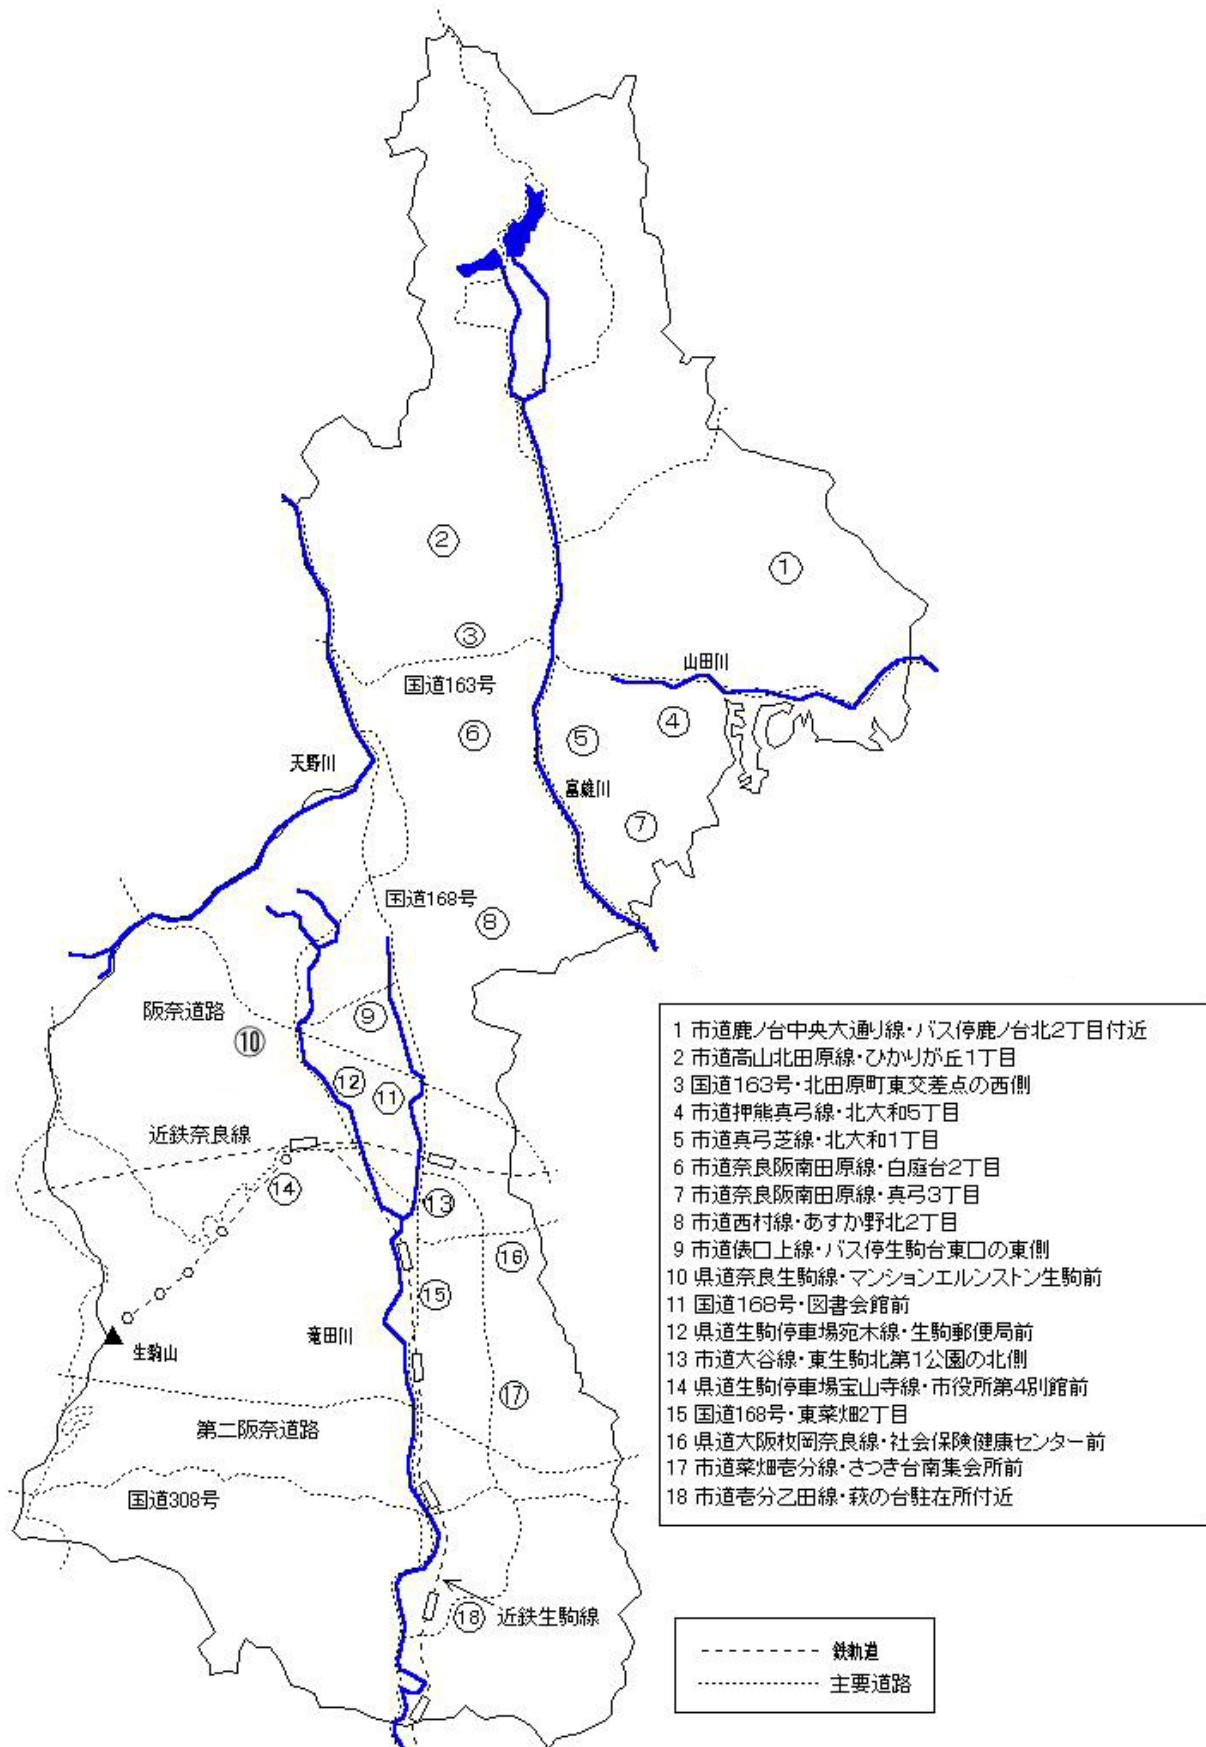 ②
①
③
山田川
国道163号
④
⑥
⑤
天野川
富雄川
⑦
国道168号
⑧
阪奈道路
⑨
⑩
⑫
⑪
近鉄奈良線
⑭
⑬
⑯
⑮
竜田川
生駒山
⑰
第二阪奈道路
国道308号
⑱
近鉄生駒線
1 市道鹿ノ台中央大通り線・バス停鹿ノ台北2丁目付近
2 市道高山北田原線・ひかりが丘1丁目
3 国道163号・北田原町東交差点の西側
4 市道押熊真弓線・北大和5丁目
5 市道真弓芝線・北大和1丁目
6 市道奈良阪南田原線・白庭台2丁目
7 市道奈良阪南田原線・真弓3丁目
8 市道西村線・あすか野北2丁目
9 市道俵口上線・バス停生駒台東口の東側
10 県道奈良生駒線・マンションエルンストン生駒前
11 国道168号・図書会館前
12 県道生駒停車場宛木線・生駒郵便局前
13 市道大谷線・東生駒北第1公園の北側
14 県道生駒停車場宝山寺線・市役所第4別館前
15 国道168号・東菜畑2丁目
16 県道大阪枚岡奈良線・社会保険健康センター前
17 市道菜畑壱分線・さつき台南集会所前
18 市道壱分乙田線・萩の台駐在所付近
鉄軌道
主要道路